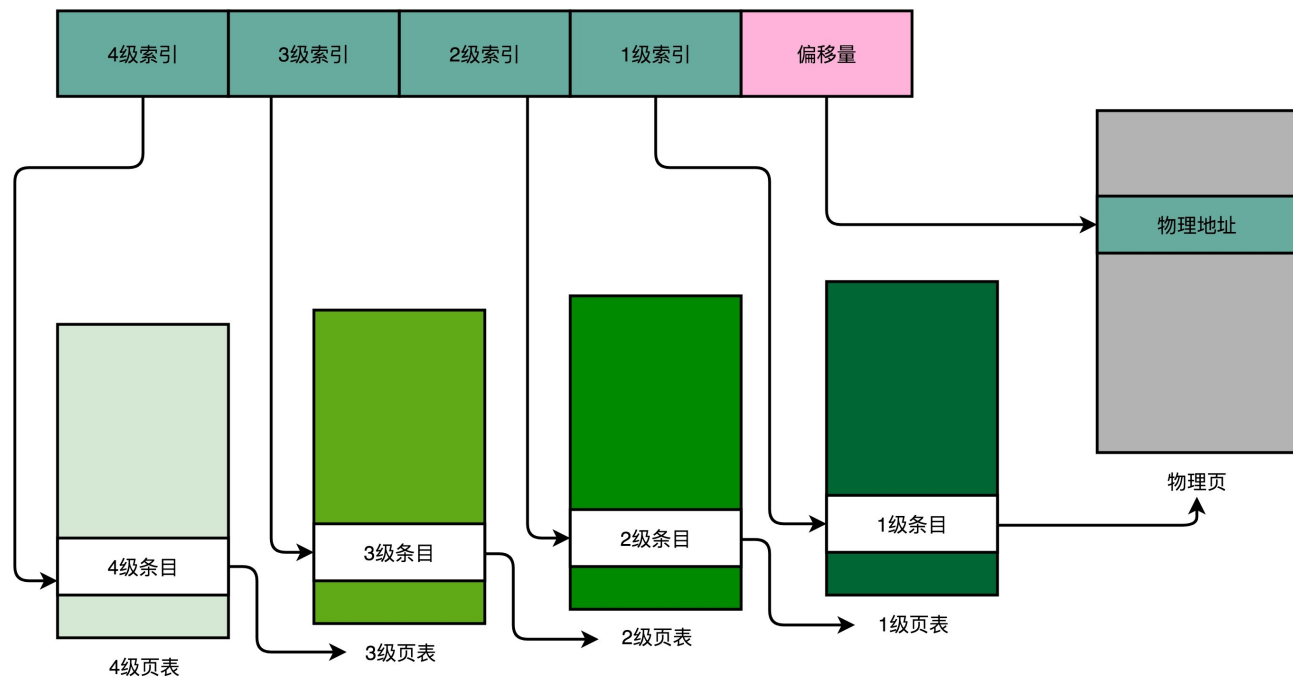 4级索引
3级索引
2级索引
1级索引
偏移量
物理地址
物理页
4级条目
3级条目
2级条目
1级条目
4级页表
3级页表
2级页表
1级页表